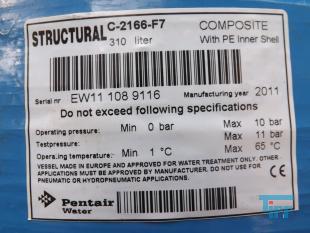 STRUCTURAL C-2166-F7 COMPOSITE
310 liter With PE Inner Shell
Serial nr EW11 108 9116 Manufacturing year 2011
Do not exceed following specifications
Operating pressure: Min 0 bar Max 10 bar
Testpressure: Max 11 bar
Operating temperature: Min 1 °C Max 65 °C
VESSEL MADE IN EUROPE AND APPROVED FOR WATER TREATMENT ONLY. OTHER
APPLICATIONS MUST BE APPROVED BY MANUFACTURER. DO NOT USE FOR
PNEUMATIC OR HYDROPNEUMATIC APPLICATIONS.
Pentair
Water
CE